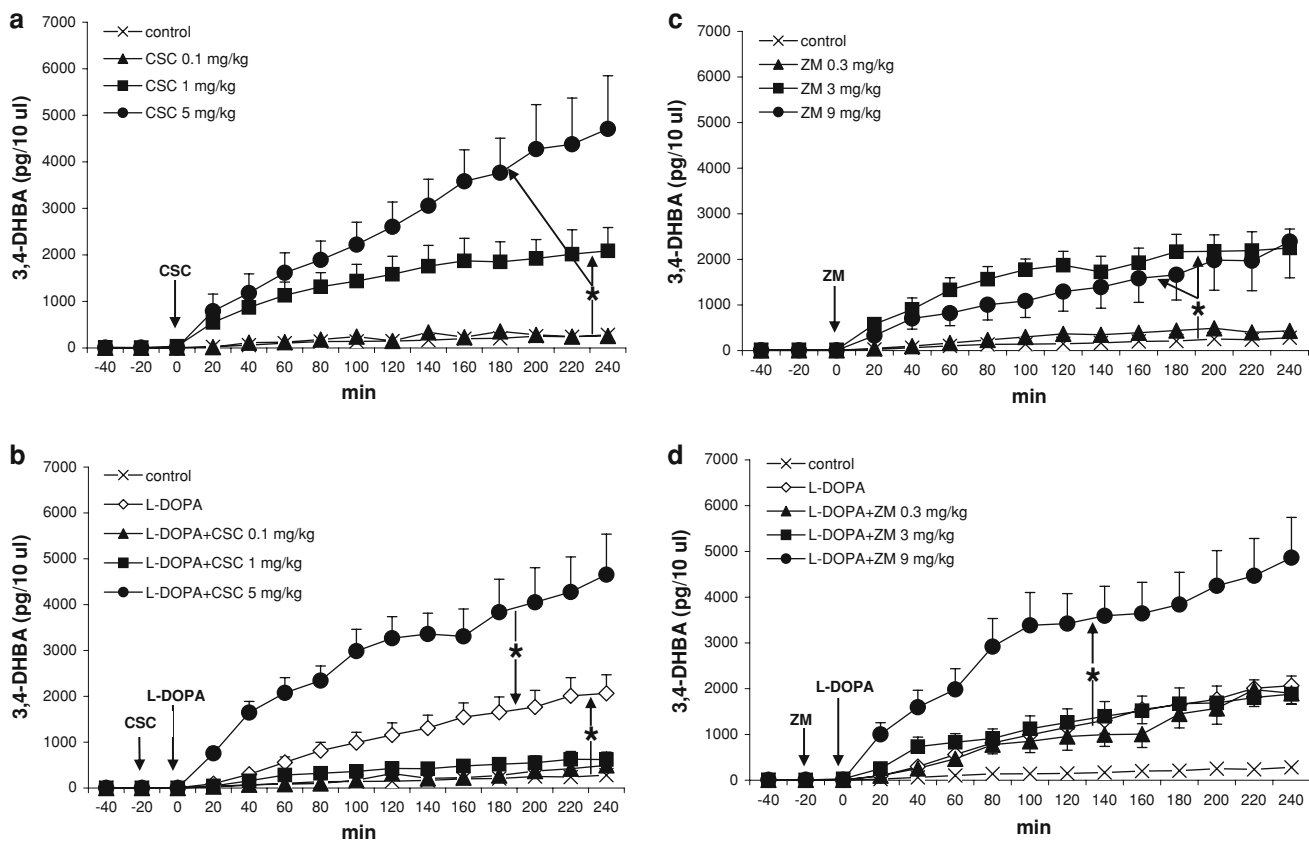 a
7000
6000
5000
4000
3000
2000
1000
0
3,4-DHBA (pg/10 ul)
control
CSC 0.1 mg/kg
CSC 1 mg/kg
CSC 5 mg/kg
CSC
*
-40 -20 0 20 40 60 80 100 120 140 160 180 200 220 240
min
c
7000
6000
5000
4000
3000
2000
1000
0
3,4-DHBA (pg/10 ul)
control
ZM 0.3 mg/kg
ZM 3 mg/kg
ZM 9 mg/kg
ZM
*
-40 -20 0 20 40 60 80 100 120 140 160 180 200 220 240
min
b
7000
6000
5000
4000
3000
2000
1000
0
3,4-DHBA (pg/10 ul)
control
L-DOPA
L-DOPA+CSC 0.1 mg/kg
L-DOPA+CSC 1 mg/kg
L-DOPA+CSC 5 mg/kg
L-DOPA
CSC
*
*
-40 -20 0 20 40 60 80 100 120 140 160 180 200 220 240
min
d
7000
6000
5000
4000
3000
2000
1000
0
3,4-DHBA (pg/10 ul)
control
L-DOPA
L-DOPA+ZM 0.3 mg/kg
L-DOPA+ZM 3 mg/kg
L-DOPA+ZM 9 mg/kg
L-DOPA
ZM
*
-40 -20 0 20 40 60 80 100 120 140 160 180 200 220 240
min